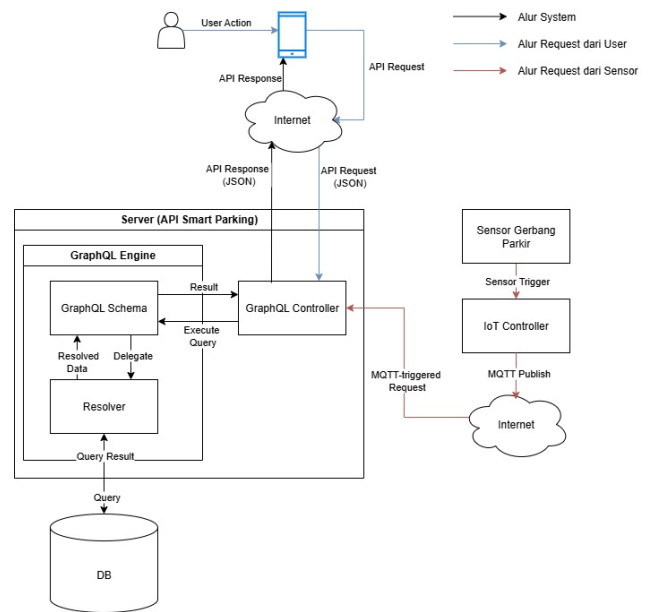 User Action
Alur System
Alur Request dari User
Alur Request dari Sensor
API Response
API Request
Internet
API Response
(JSON)
API Request
(JSON)
Server (API Smart Parking)
GraphQL Engine
GraphQL Schema
Result
GraphQL Controller
Execute
Query
Resolved
Data
Delegate
Resolver
Query Result
Query
DB
Sensor Gerbang
Parkir
Sensor Trigger
IoT Controller
MQTT Publish
MQTT-triggered
Request
Internet